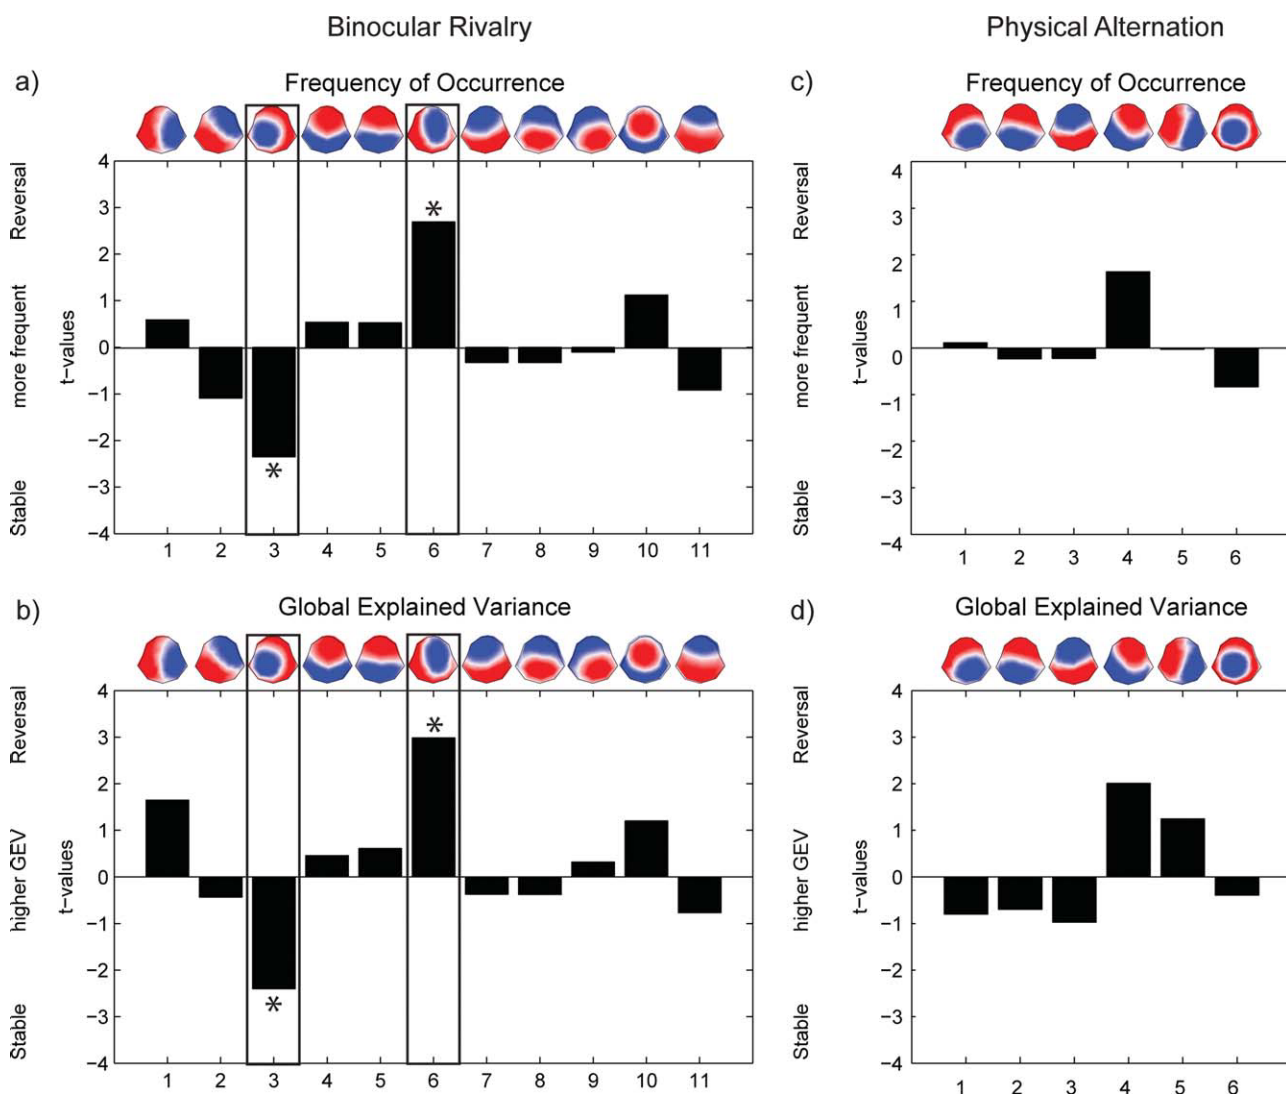 Binocular Rivalry
Physical Alternation
a)
Frequency of Occurrence
Reversal
more frequent
Stable
t-values
4
3
2
1
0
-1
-2
-3
-4
*
*
1 2 3 4 5 6 7 8 9 10 11
c)
Frequency of Occurrence
Reversal
more frequent
Stable
t-values
4
3
2
1
0
-1
-2
-3
-4
1 2 3 4 5 6
b)
Global Explained Variance
Reversal
higher GEV
Stable
t-values
4
3
2
1
0
-1
-2
-3
-4
*
*
1 2 3 4 5 6 7 8 9 10 11
d)
Global Explained Variance
Reversal
higher GEV
Stable
t-values
4
3
2
1
0
-1
-2
-3
-4
1 2 3 4 5 6